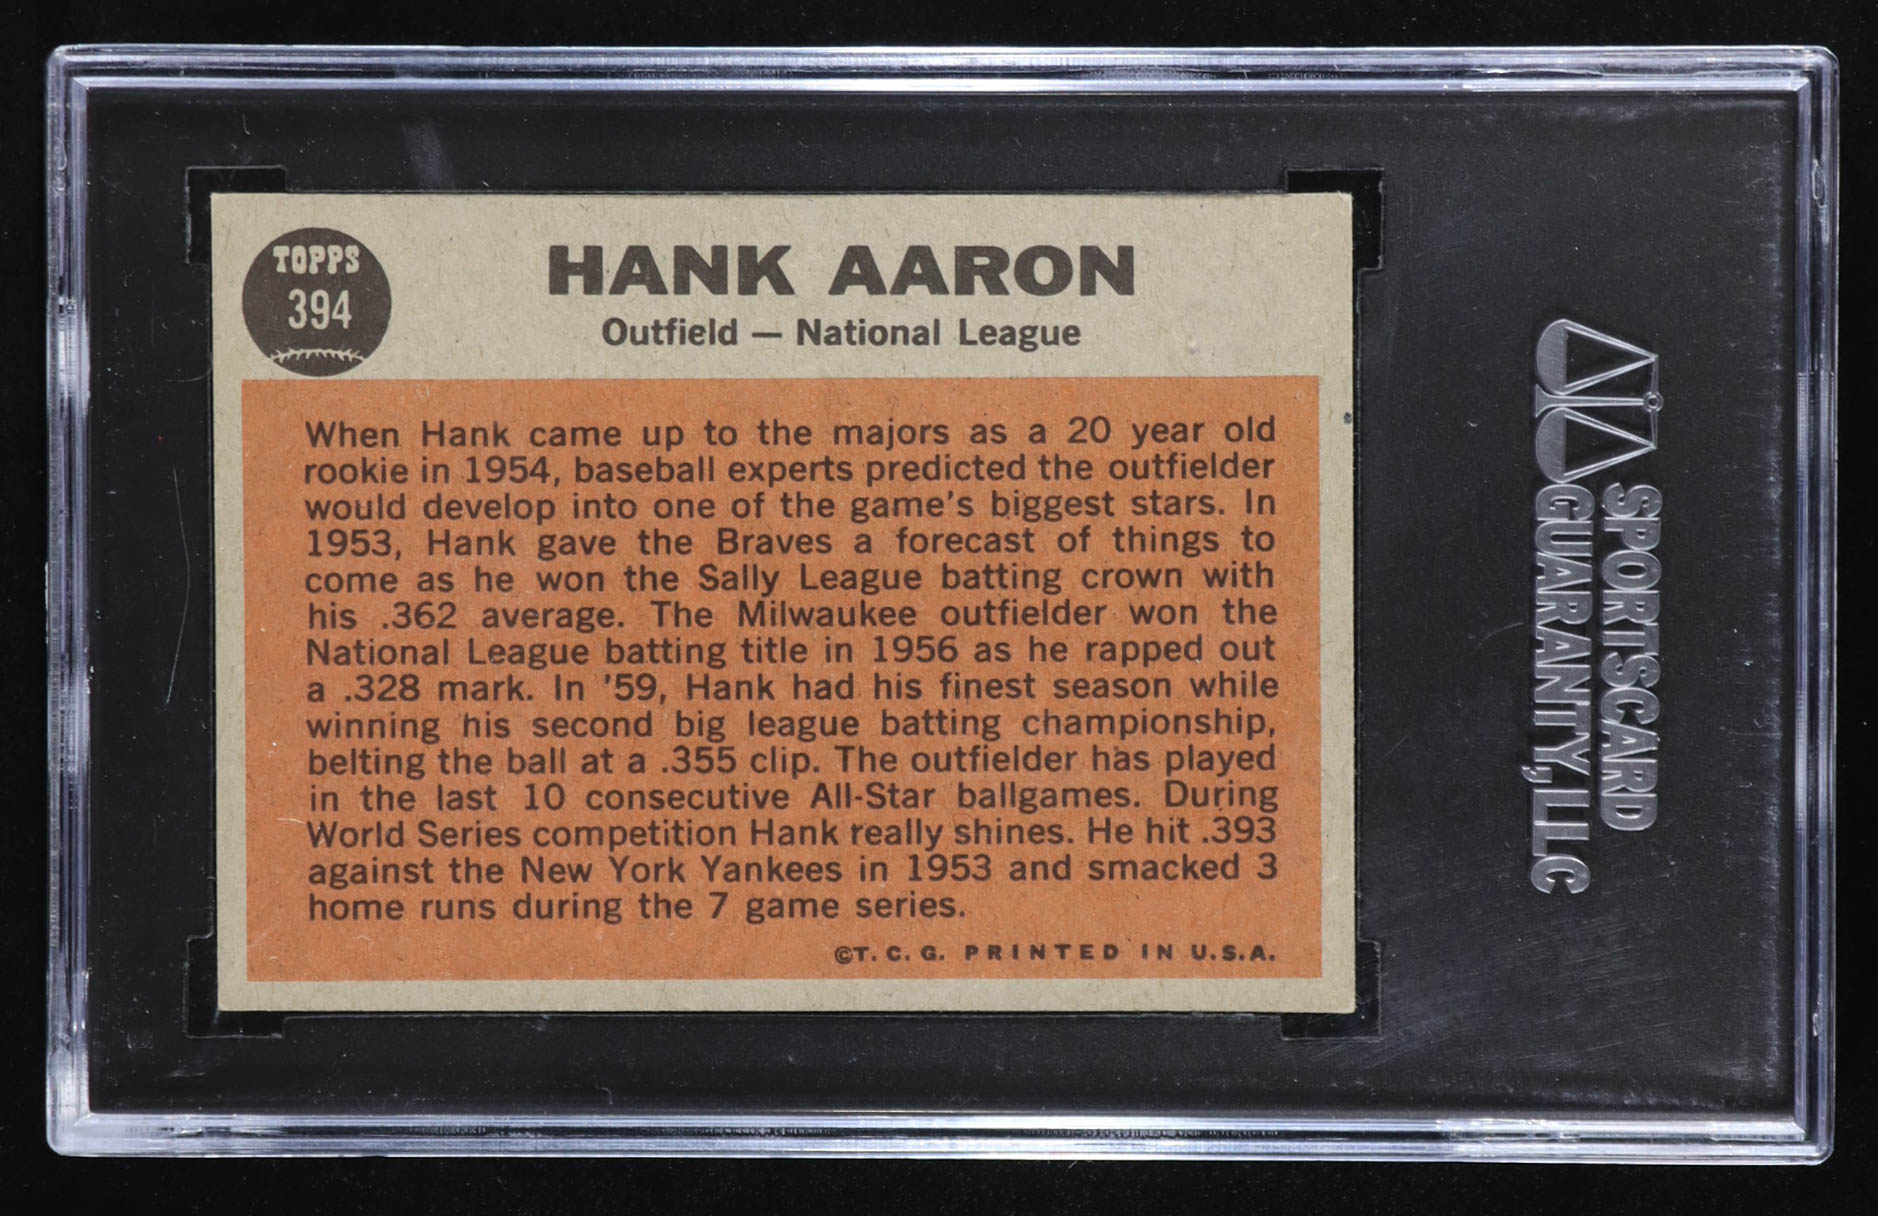 TOPPS
394
HANK AARON
Outfield — National League
When Hank came up to the majors as a 20 year old
rookie in 1954, baseball experts predicted the outfielder
would develop into one of the game's biggest stars. In
1953, Hank gave the Braves a forecast of things to
come as he won the Sally League batting crown with
his .362 average. The Milwaukee outfielder won the
National League batting title in 1956 as he rapped out
a .328 mark. In '59, Hank had his finest season while
winning his second big league batting championship,
belting the ball at a .355 clip. The outfielder has played
in the last 10 consecutive All-Star ballgames. During
World Series competition Hank really shines. He hit .393
against the New York Yankees in 1953 and smacked 3
home runs during the 7 game series.
©T. C. G. PRINTED IN U.S.A.
SPORTSCARD
GUARANTY, LLC